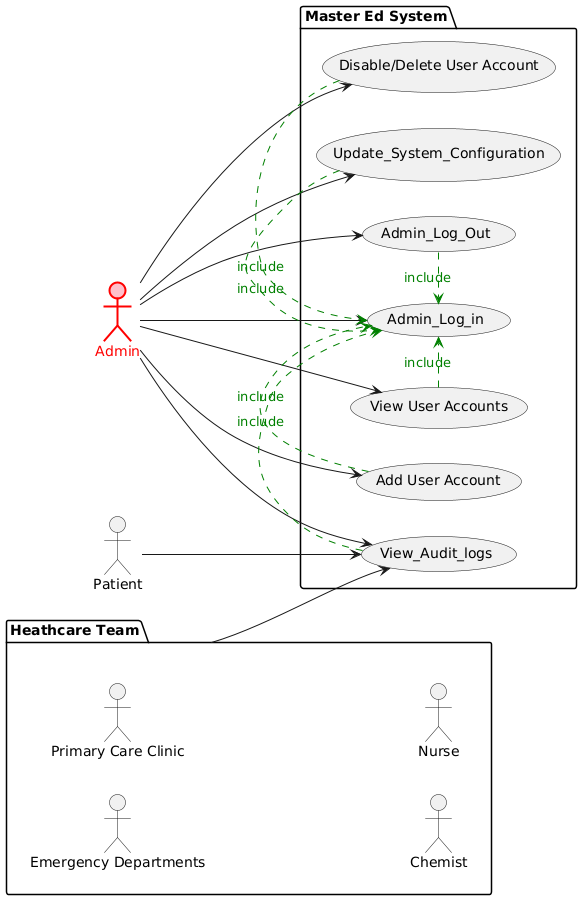 Master Ed System
Disable/Delete User Account
Update_System_Configuration
Admin_Log_Out
include
include
include
Admin_Log_in
Admin
include
View User Accounts
include
include
Add User Account
View_Audit_logs
Patient
Heathcare Team
Primary Care Clinic
Nurse
Emergency Departments
Chemist